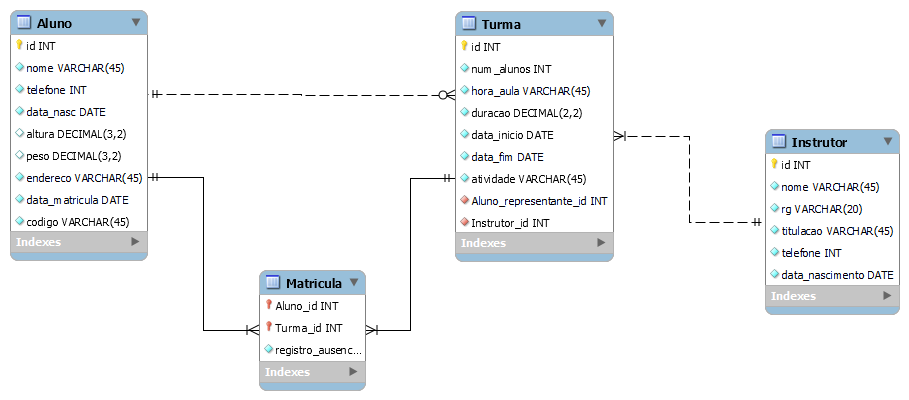 Aluno
id INT
nome VARCHAR(45)
telefone INT
data_nasc DATE
altura DECIMAL(3,2)
peso DECIMAL(3,2)
endereco VARCHAR(45)
data_matricula DATE
codigo VARCHAR(45)
Indexes
Turma
id INT
num_alunos INT
hora_aula VARCHAR(45)
duracao DECIMAL(2,2)
data_inicio DATE
data_fim DATE
atividade VARCHAR(45)
Aluno_representante_id INT
Instrutor_id INT
Indexes
Instrutor
id INT
nome VARCHAR(45)
rg VARCHAR(20)
titulacao VARCHAR(45)
telefone INT
data_nascimento DATE
Indexes
Matricula
Aluno_id INT
Turma_id INT
registro_ausenc...
Indexes